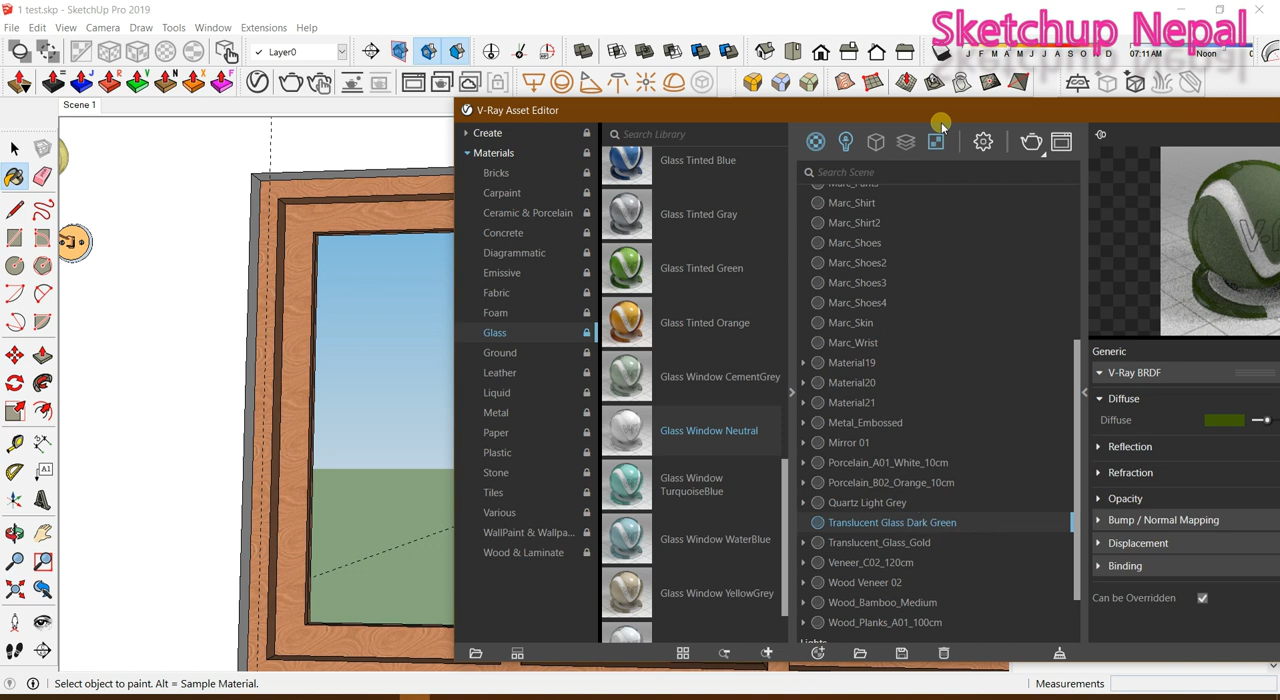 1 test.skp - SketchUp Pro 2019
File Edit View Camera Draw Tools Window Extensions Help
Sketchup Nepal
Layer0
J F M A M J J A S O N D 07:11 AM Noon
Scene 1
V-Ray Asset Editor
Create
Materials
Bricks
Carpaint
Ceramic & Porcelain
Concrete
Diagrammatic
Emissive
Fabric
Foam
Glass
Ground
Leather
Liquid
Metal
Paper
Plastic
Stone
Tiles
Various
WallPaint & Wallpa...
Wood & Laminate
Search Library
Glass Tinted Blue
Glass Tinted Gray
Glass Tinted Green
Glass Tinted Orange
Glass Window CementGrey
Glass Window Neutral
Glass Window
TurquoiseBlue
Glass Window WaterBlue
Glass Window YellowGrey
Search Scene
Marc_Pants
Marc_Shirt
Marc_Shirt2
Marc_Shoes
Marc_Shoes2
Marc_Shoes3
Marc_Shoes4
Marc_Skin
Marc_Wrist
Material19
Material20
Material21
Metal_Embossed
Mirror 01
Porcelain_A01_White_10cm
Porcelain_B02_Orange_10cm
Quartz Light Grey
Translucent Glass Dark Green
Translucent_Glass_Gold
Veneer_C02_120cm
Wood Veneer 02
Wood_Bamboo_Medium
Wood_Planks_A01_100cm
Lights
Generic
V-Ray BRDF
Diffuse
Diffuse
Reflection
Refraction
Opacity
Bump / Normal Mapping
Displacement
Binding
Can be Overridden
Select object to paint. Alt = Sample Material.
Measurements